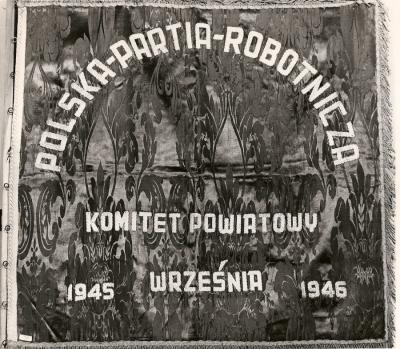 POLSKA-PARTIA-ROBOTNICZA
KOMITET POWIATOWY
1945 WRZEŚNIA 1946